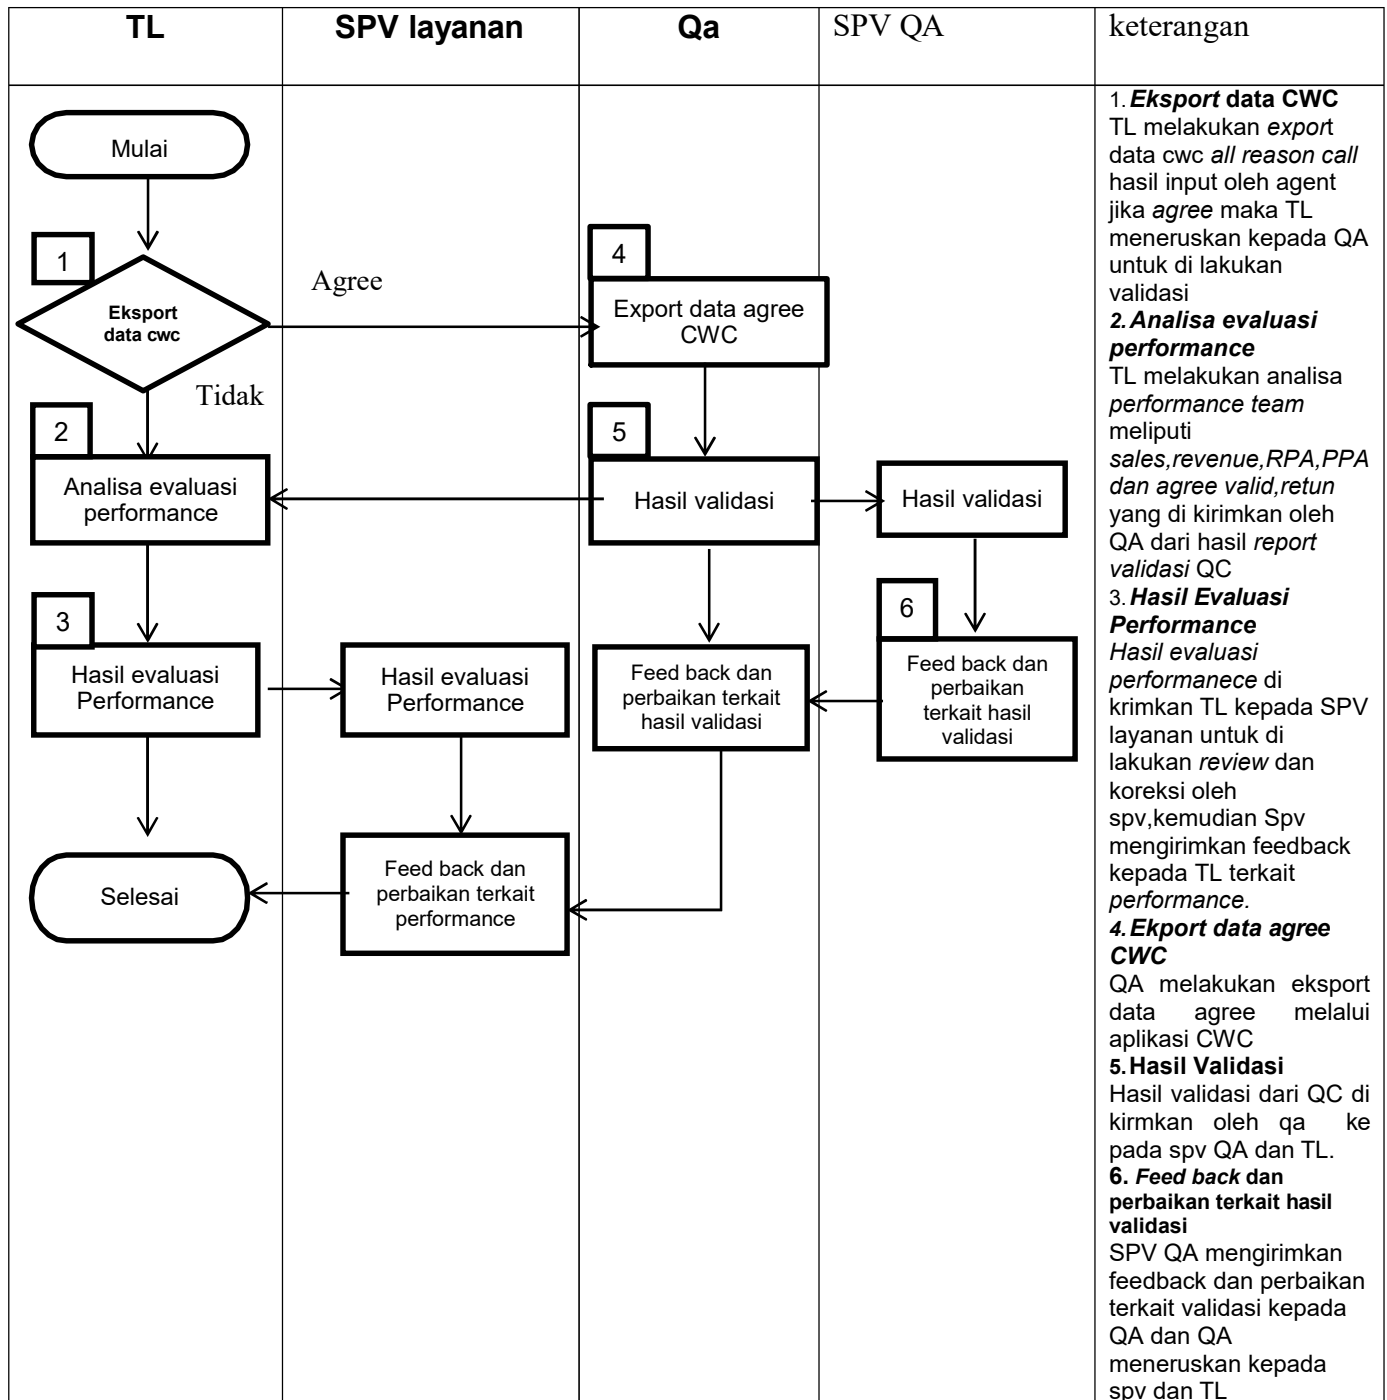 TL
SPV layanan
Qa
SPV QA
keterangan
Mulai
1
Eksport
data cwc
Agree
Tidak
4
Export data agree
CWC
2
Analisa evaluasi
performance
5
Hasil validasi
Hasil validasi
3
Hasil evaluasi
Performance
Hasil evaluasi
Performance
Feed back dan
perbaikan terkait
hasil validasi
6
Feed back dan
perbaikan
terkait hasil
validasi
Selesai
Feed back dan
perbaikan terkait
performance
1. Eksport data CWC
TL melakukan export
data cwc all reason call
hasil input oleh agent
jika agree maka TL
meneruskan kepada QA
untuk di lakukan
validasi
2. Analisa evaluasi
performance
TL melakukan analisa
performance team
meliputi
sales,revenue,RPA,PPA
dan agree valid,retun
yang di kirimkan oleh
QA dari hasil report
validasi QC
3. Hasil Evaluasi
Performance
Hasil evaluasi
performanece di
krimkan TL kepada SPV
layanan untuk di
lakukan review dan
koreksi oleh
spv,kemudian Spv
mengirimkan feedback
kepada TL terkait
performance.
4. Ekport data agree
CWC
QA melakukan eksport
data agree melalui
aplikasi CWC
5. Hasil Validasi
Hasil validasi dari QC di
kirmkan oleh qa ke
pada spv QA dan TL.
6. Feed back dan
perbaikan terkait hasil
validasi
SPV QA mengirimkan
feedback dan perbaikan
terkait validasi kepada
QA dan QA
meneruskan kepada
spv dan TL